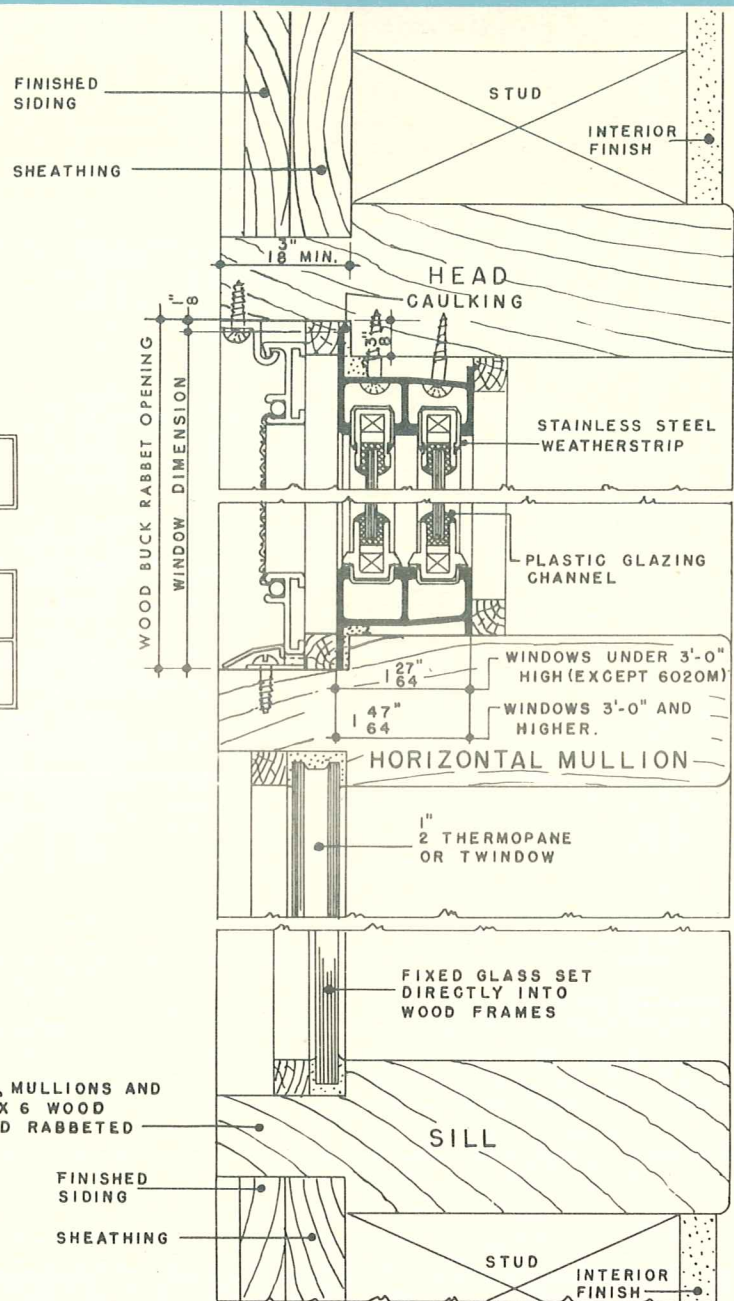 FINISHED
SIDING
STUD
INTERIOR
FINISH
SHEATHING
1 3/8" MIN.
HEAD
CAULKING
1/8"
3/8"
WOOD BUCK RABBET OPENING
WINDOW DIMENSION
STAINLESS STEEL
WEATHERSTRIP
PLASTIC GLAZING
CHANNEL
1 27/64"
WINDOWS UNDER 3'-0"
HIGH (EXCEPT 6020M)
1 47/64"
WINDOWS 3'-0" AND
HIGHER.
HORIZONTAL MULLION
1/2" THERMOPANE
OR TWINDOW
FIXED GLASS SET
DIRECTLY INTO
WOOD FRAMES
, MULLIONS AND
X 6 WOOD
D RABBETED
SILL
FINISHED
SIDING
SHEATHING
STUD
INTERIOR
FINISH